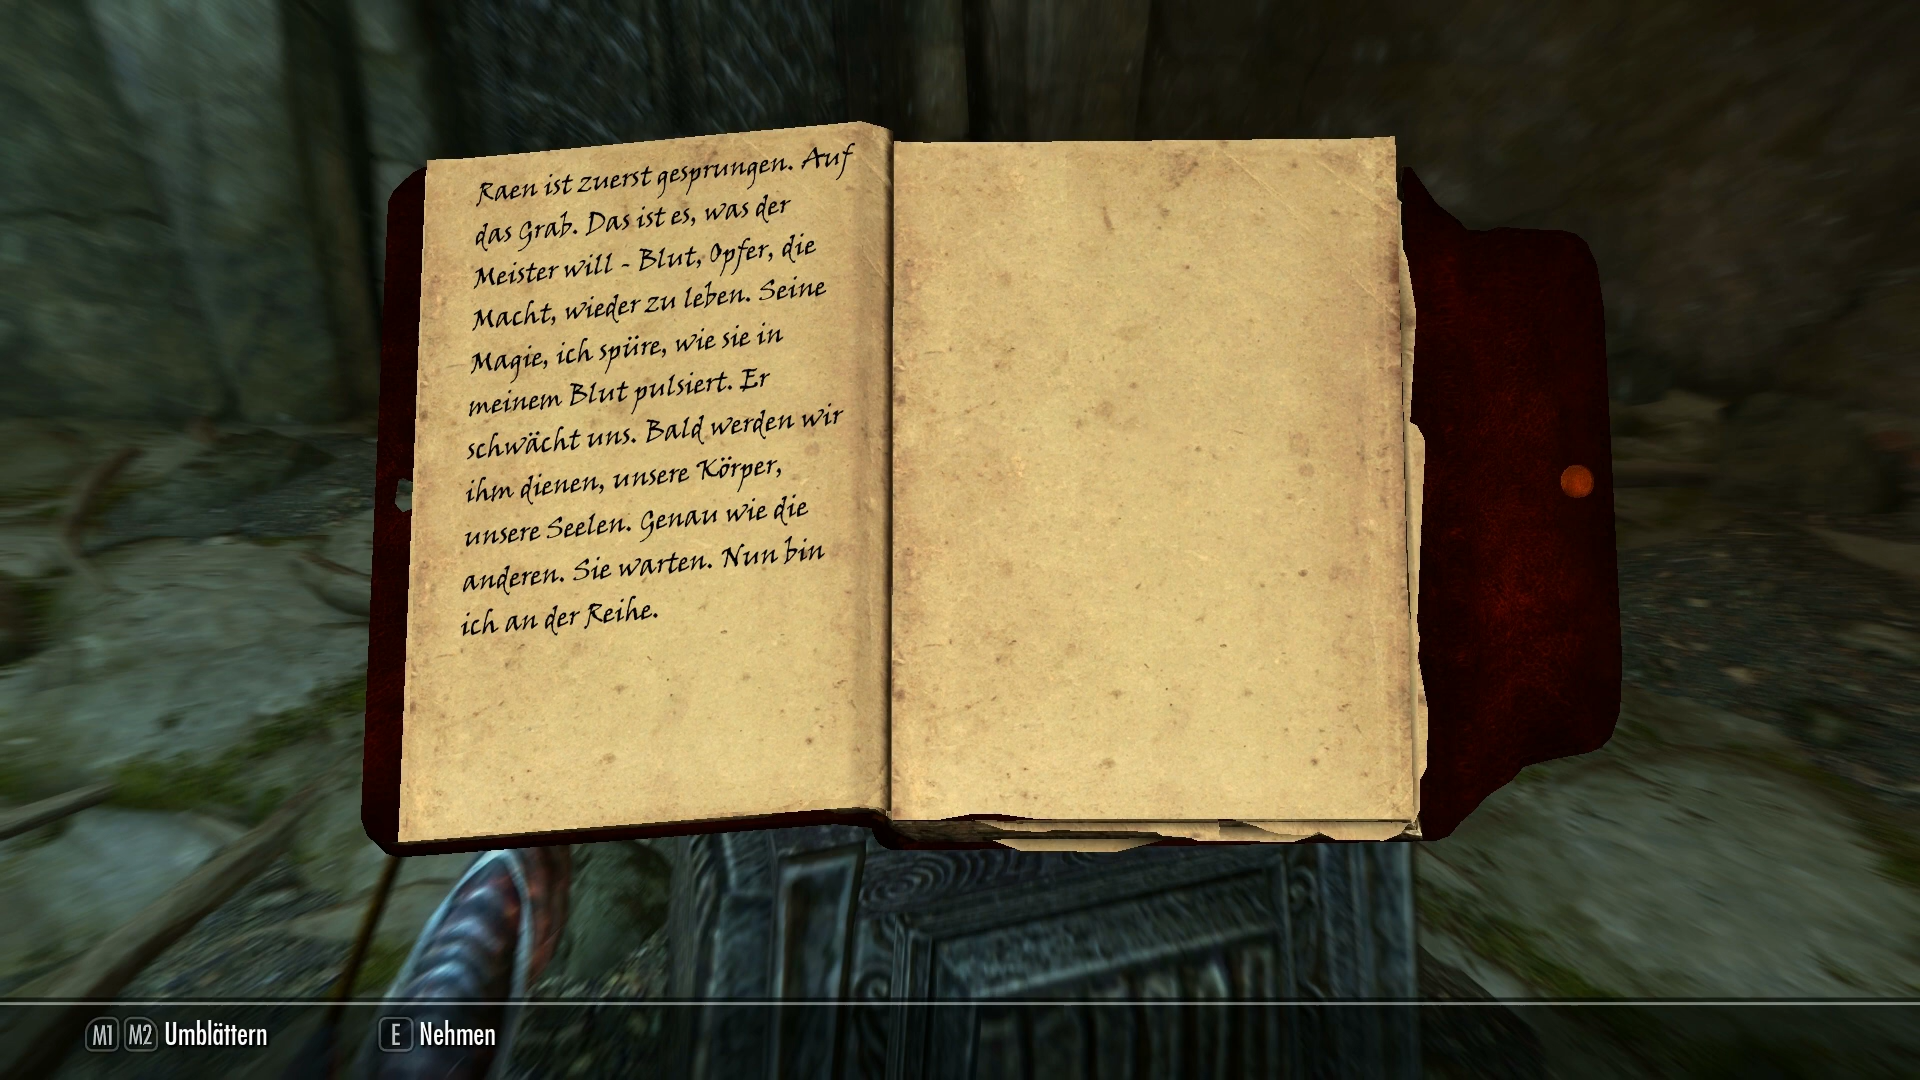 Raen ist zuerst gesprungen. Auf
das Grab. Das ist es, was der
Meister will - Blut, Opfer, die
Macht, wieder zu leben. Seine
Magie, ich spüre, wie sie in
meinem Blut pulsiert. Er
schwächt uns. Bald werden wir
ihm dienen, unsere Körper,
unsere Seelen. Genau wie die
anderen. Sie warten. Nun bin
ich an der Reihe.
M1 M2 Umblättern E Nehmen